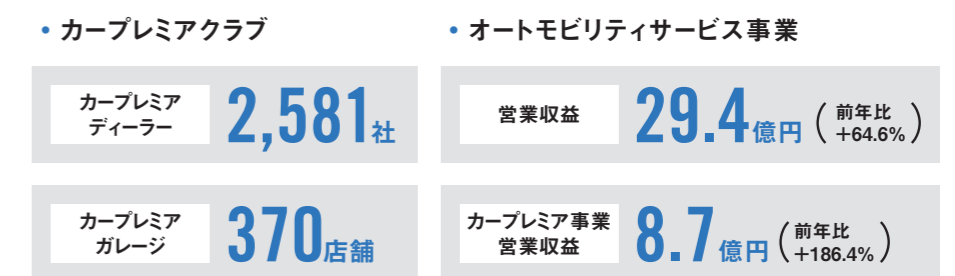 • カープレミアクラブ
カープレミア
ディーラー
2,581社
カープレミア
ガレージ
370店舗
• オートモビリティサービス事業
営業収益
29.4億円
(前年比
+64.6%)
カープレミア事業
営業収益
8.7億円
(前年比
+186.4%)